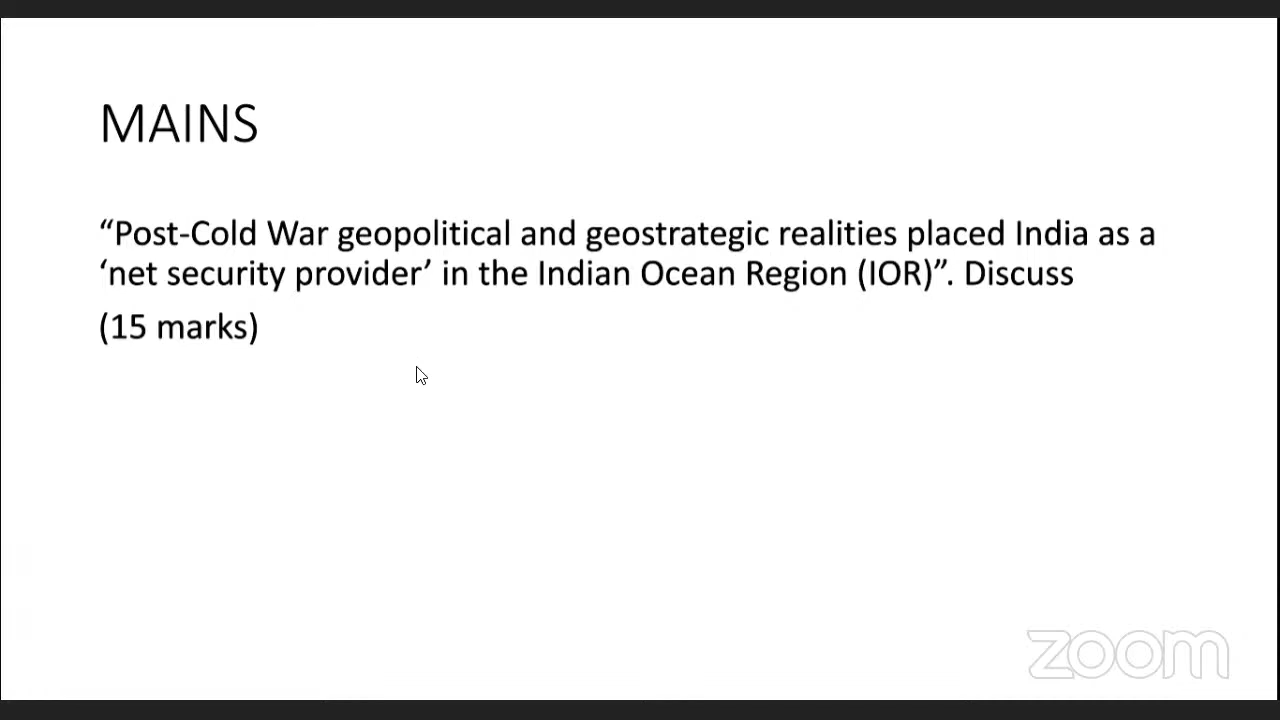 MAINS
“Post-Cold War geopolitical and geostrategic realities placed India as a
‘net security provider’ in the Indian Ocean Region (IOR)”. Discuss
(15 marks)
zoom